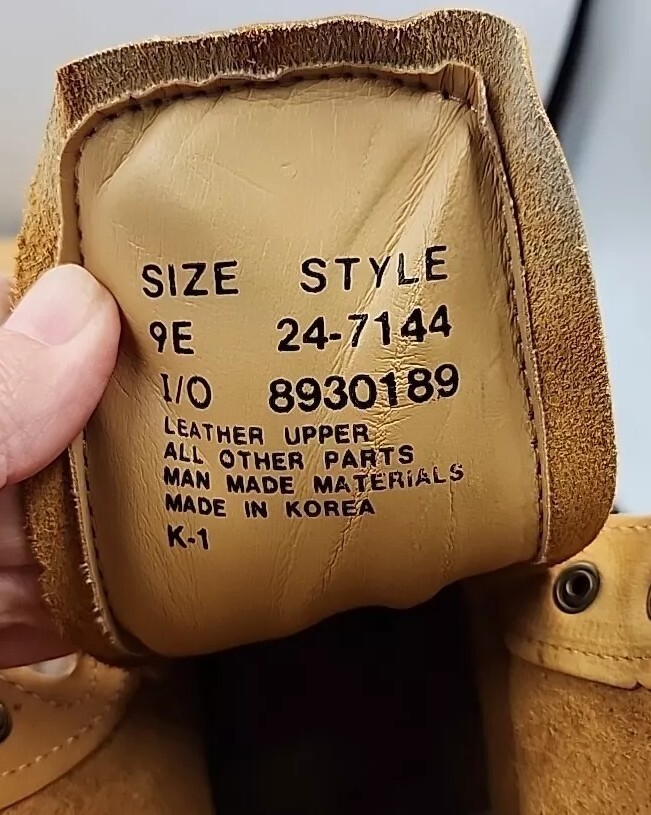 SIZE STYLE
9E 24-7144
I/O 8930189
LEATHER UPPER
ALL OTHER PARTS
MAN MADE MATERIALS
MADE IN KOREA
K-1